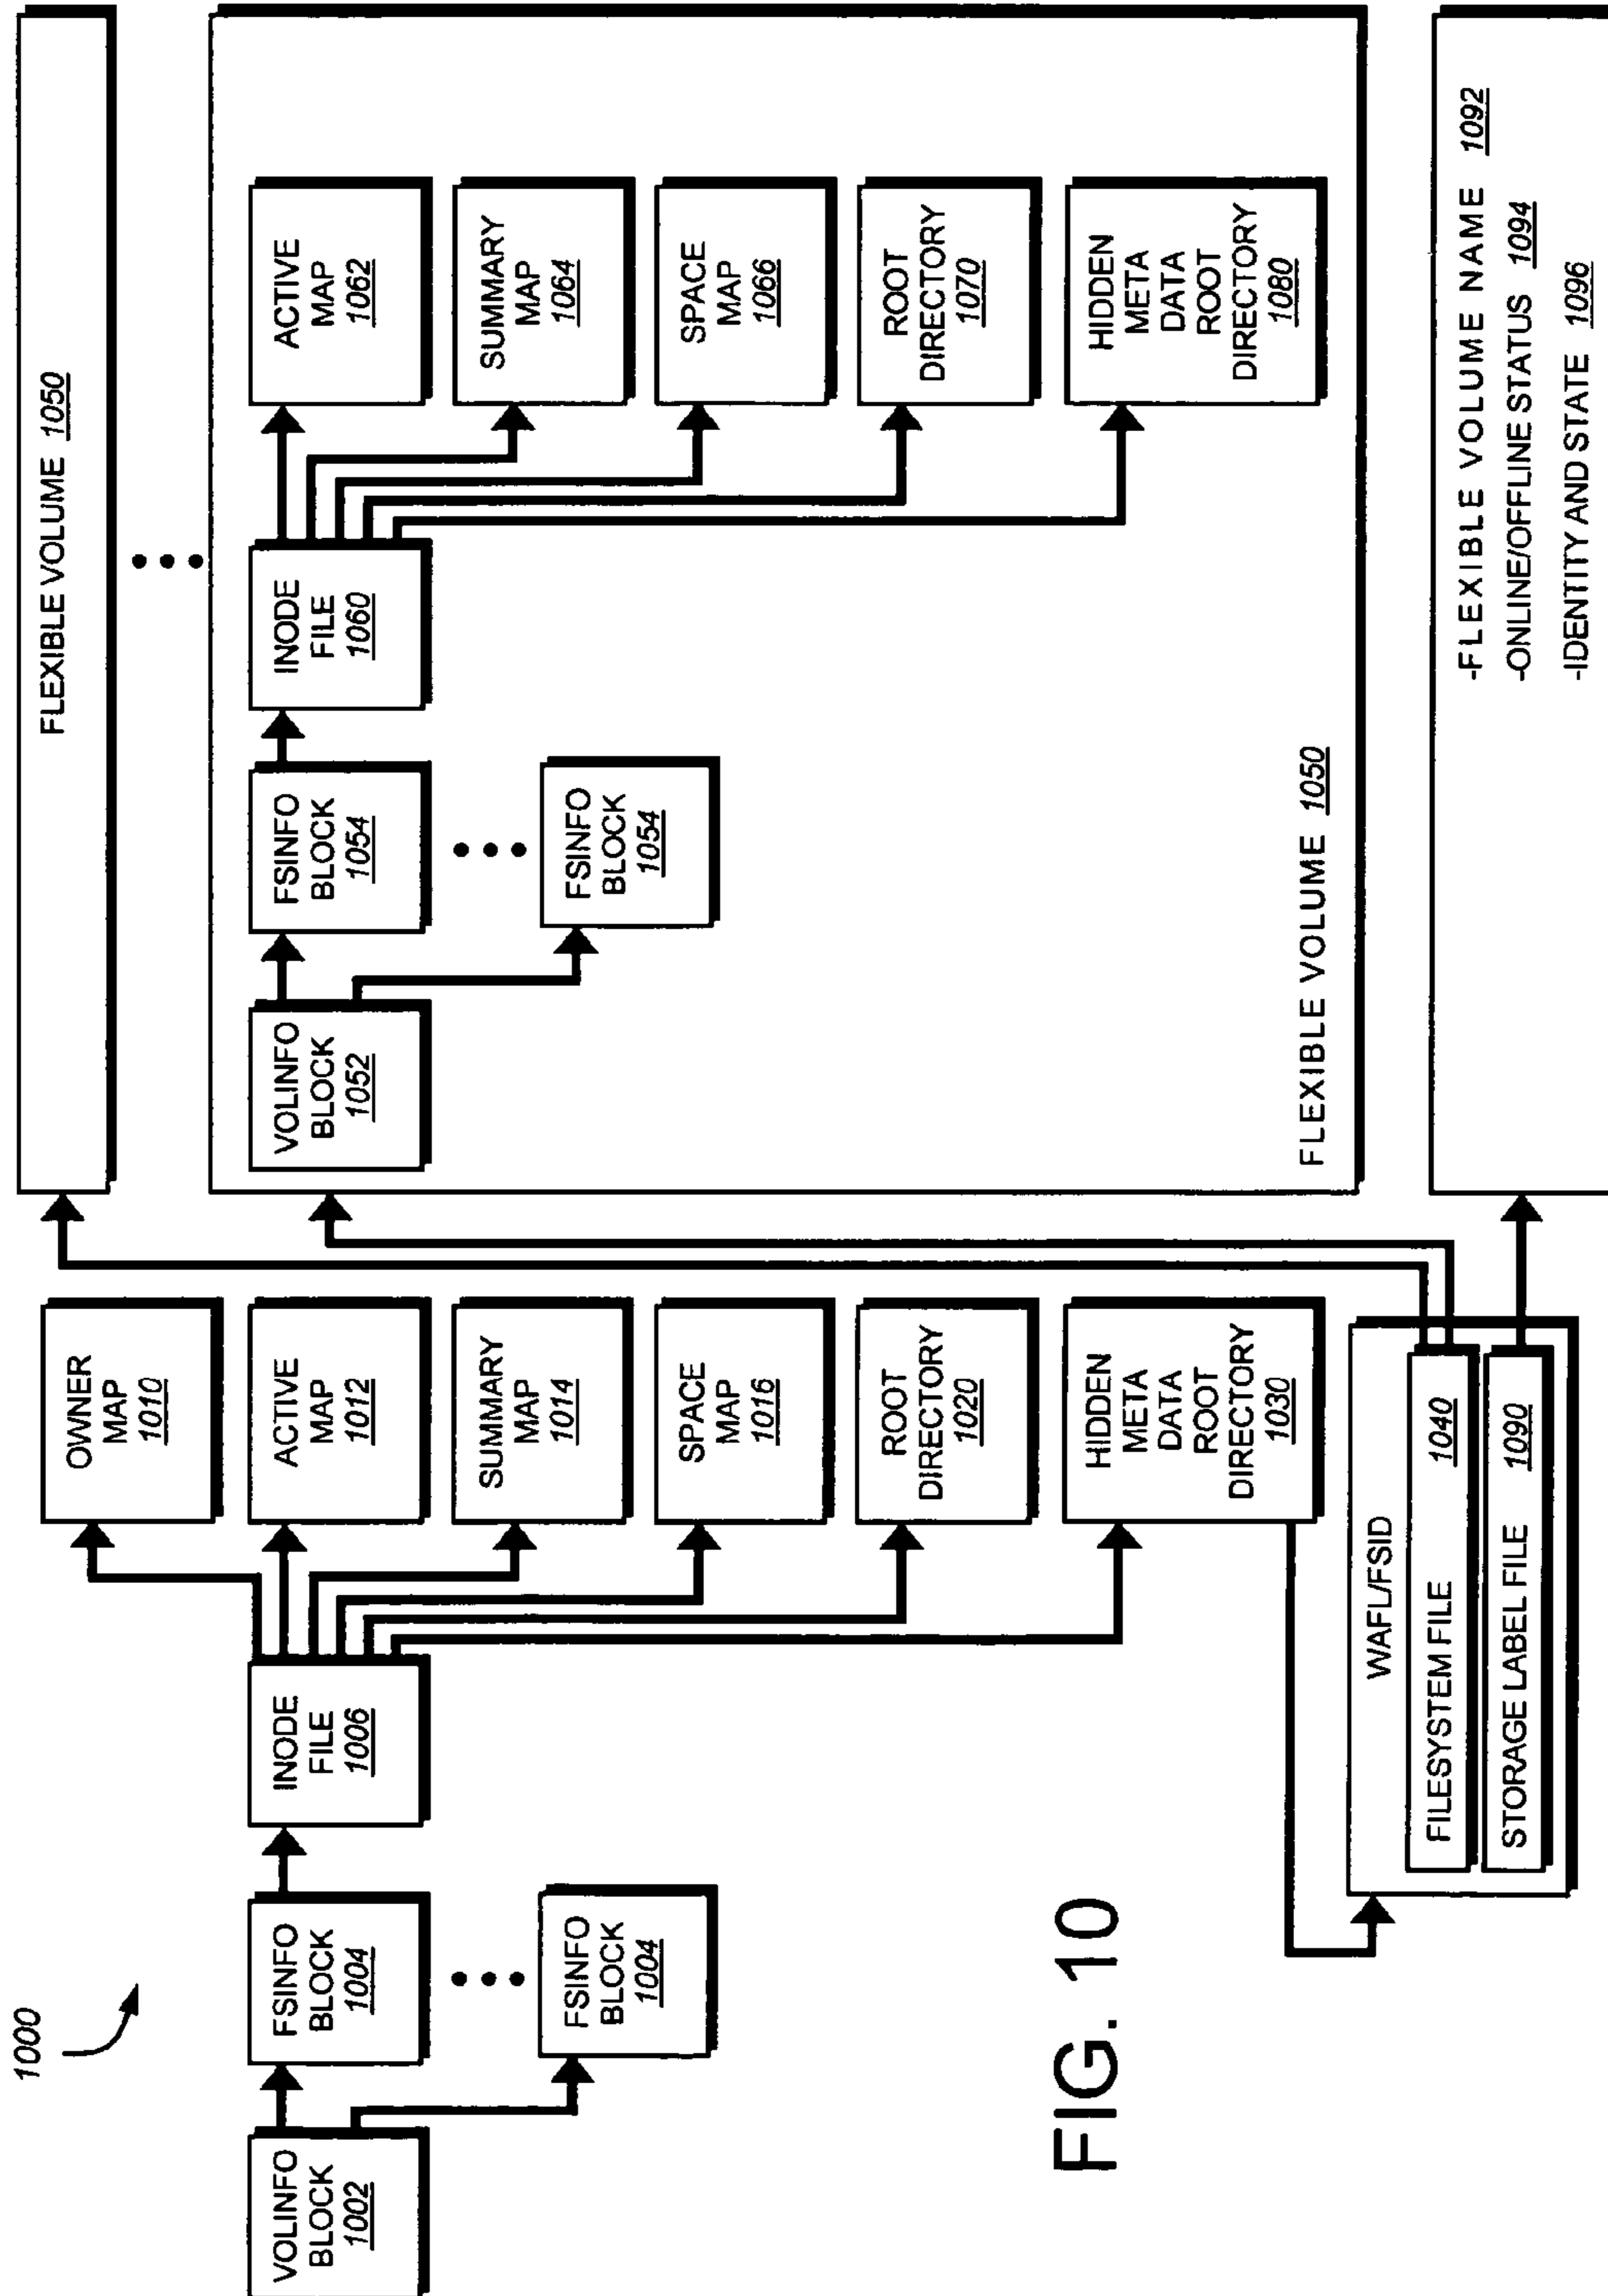 1000
VOLINFO
BLOCK
1002
FSINFO
BLOCK
1004
FSINFO
BLOCK
1004
INODE
FILE
1006
OWNER
MAP
1010
ACTIVE
MAP
1012
SUMMARY
MAP
1014
SPACE
MAP
1016
ROOT
DIRECTORY
1020
HIDDEN
META
DATA
ROOT
DIRECTORY
1030
WAFL/FSID
FILESYSTEM FILE 1040
STORAGE LABEL FILE 1090
FLEXIBLE VOLUME 1050
VOLINFO
BLOCK
1052
FSINFO
BLOCK
1054
FSINFO
BLOCK
1054
INODE
FILE
1060
ACTIVE
MAP
1062
SUMMARY
MAP
1064
SPACE
MAP
1066
ROOT
DIRECTORY
1070
HIDDEN
META
DATA
ROOT
DIRECTORY
1080
FLEXIBLE VOLUME 1050
-FLEXIBLE VOLUME NAME 1092
-ONLINE/OFFLINE STATUS 1094
-IDENTITY AND STATE 1096
FIG. 10